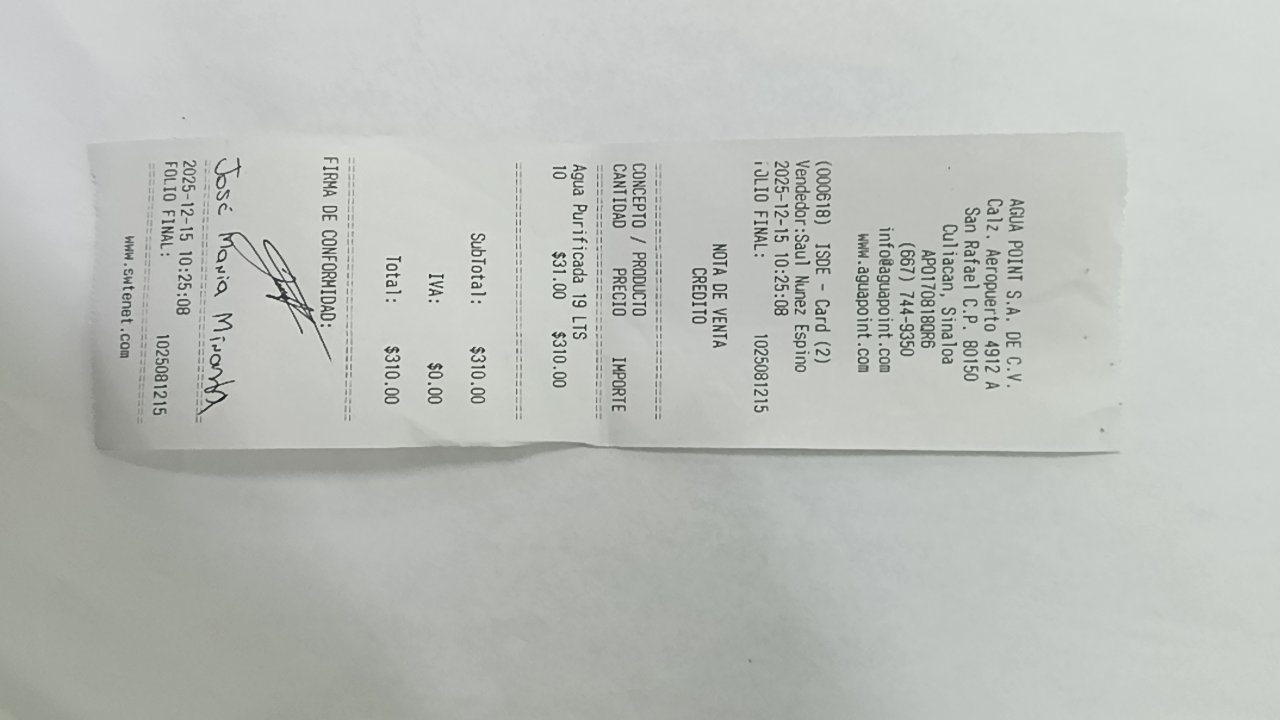 AGUA POINT S.A. DE C.V.
Calz. Aeropuerto 4912 A
San Rafael C.P. 80150
Culiacan, Sinaloa
APO170818QR6
(667) 744-9350
info@aguapoint.com
www.aguapoint.com
(000618) ISOE - Card (2)
Vendedor:Saul Nunez Espino
2025-12-15 10:25:08
FOLIO FINAL: 1025081215
NOTA DE VENTA
CREDITO
CONCEPTO / PRODUCTO
CANTIDAD PRECIO IMPORTE
Agua Purificada 19 LTS
10 $31.00 $310.00
SubTotal: $310.00
IVA: $0.00
Total: $310.00
FIRMA DE CONFORMIDAD:
José Maria Miranda
2025-12-15 10:25:08
FOLIO FINAL: 1025081215
www.swtenet.com